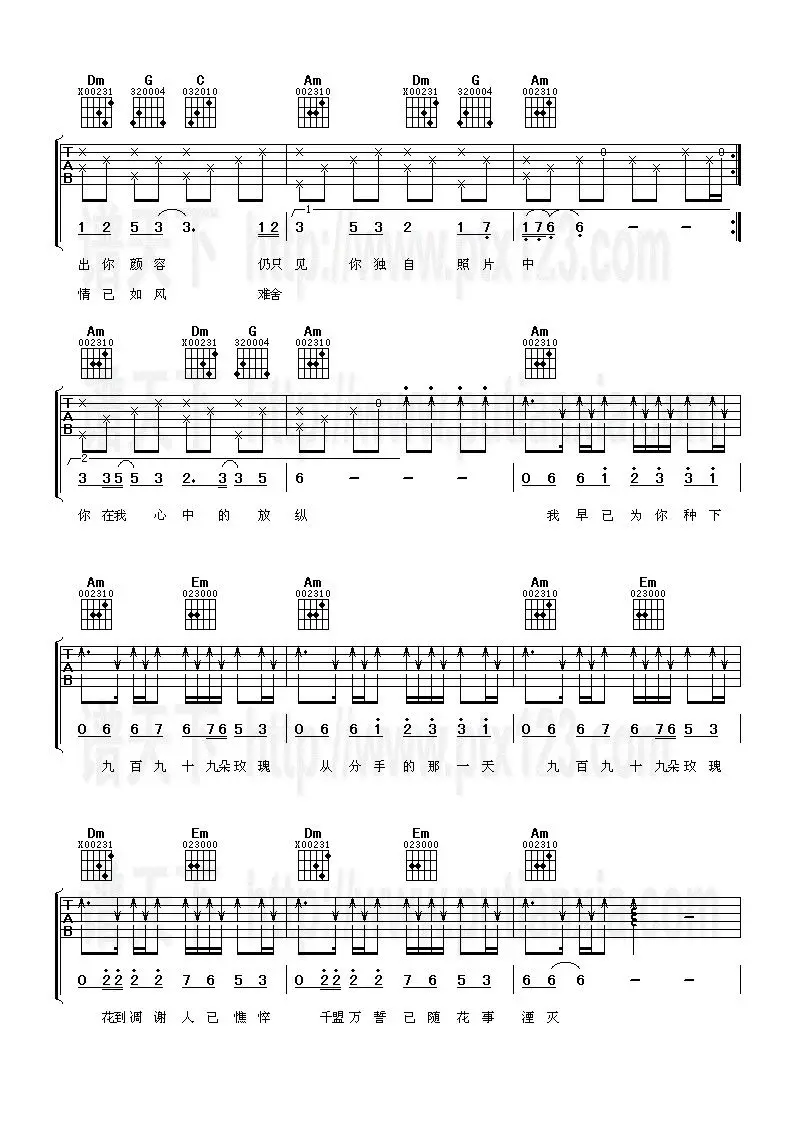 Dm G C Am Dm G Am
X00231 320004 032010 002310 X00231 320004 002310
TAB
1 2 5 3 3. 1 2 3 5 3 2 1 7 1 7 6 6 - -
1
出 你 颜 容 仍只 见 你 独 自 照 片 中
情 已 如 风 难舍
Am Dm G Am Am
002310 X00231 320004 002310 002310
TAB
2
3 3 5 5 3 2. 3 3 5 6 - - - 0 6 6 1 2 3 3 1
你 在我 心 中 的 放 纵 我 早 已 为 你 种 下
Am Em Am Am Em
002310 023000 002310 002310 023000
TAB
0 6 6 7 6 7 6 5 3 0 6 6 1 2 3 3 1 0 6 6 7 6 7 6 5 3
九 百 九 十 九朵 玫 瑰 从 分 手 的 那 一 天 九 百 九 十 九朵 玫 瑰
Dm Em Dm Em Am
X00231 023000 X00231 023000 002310
TAB
0 2 2 2 2 7 6 5 3 0 2 2 2 2 7 6 5 3 6 6 6 - -
花到 凋 谢 人 已 憔 悴 千盟 万 誓 已 随 花 事 湮 灭